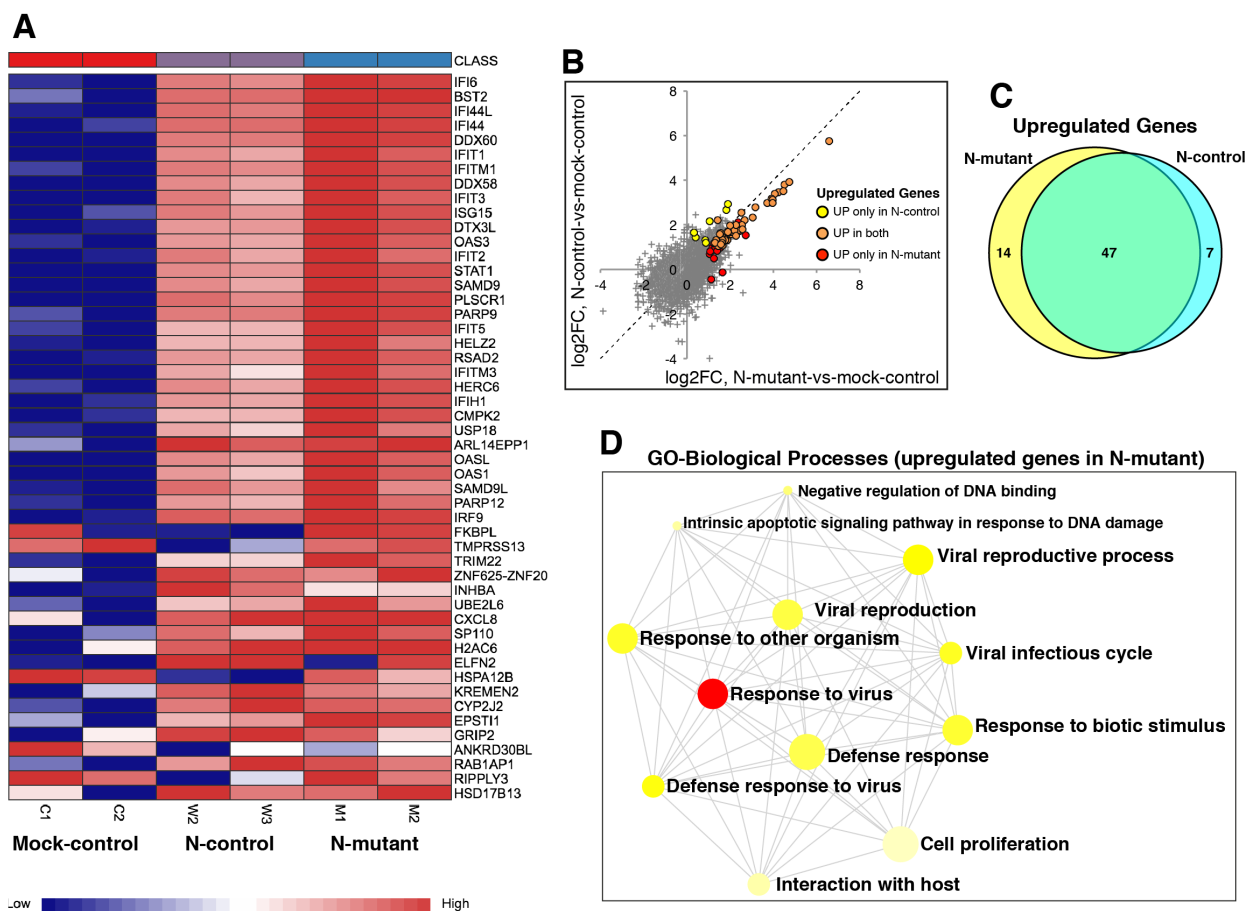 A
CLASS
IFI6
BST2
IFI44L
IFI44
DDX60
IFIT1
IFITM1
DDX58
IFIT3
ISG15
DTX3L
OAS3
IFIT2
STAT1
SAMD9
PLSCR1
PARP9
IFIT5
HELZ2
RSAD2
IFITM3
HERC6
IFIH1
CMPK2
USP18
ARL14EPP1
OASL
OAS1
SAMD9L
PARP12
IRF9
FKBPL
TMPRSS13
TRIM22
ZNF625-ZNF20
INHBA
UBE2L6
CXCL8
SP110
H2AC6
ELFN2
HSPA12B
KREMEN2
CYP2J2
EPSTI1
GRIP2
ANKRD30BL
RAB1AP1
RIPPLY3
HSD17B13
C1 C2 W2 W3 M1 M2
Mock-control N-control N-mutant
Low High
B
log2FC, N-control-vs-mock-control
8
6
4
2
0
-2
-4
-4 -2 0 2 4 6 8
log2FC, N-mutant-vs-mock-control
Upregulated Genes
UP only in N-control
UP in both
UP only in N-mutant
C
Upregulated Genes
N-mutant N-control
14 47 7
D
GO-Biological Processes (upregulated genes in N-mutant)
Negative regulation of DNA binding
Intrinsic apoptotic signaling pathway in response to DNA damage
Viral reproductive process
Viral reproduction
Response to other organism
Viral infectious cycle
Response to virus
Response to biotic stimulus
Defense response
Defense response to virus
Cell proliferation
Interaction with host